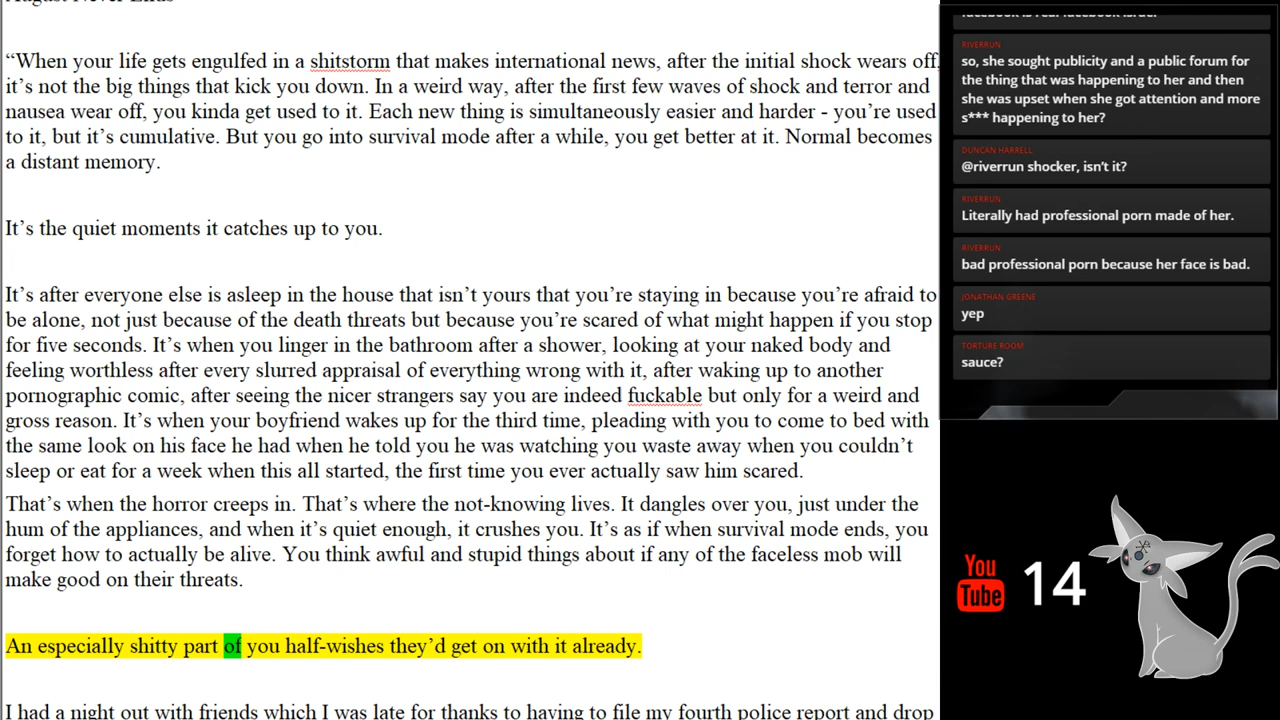 August Never Ends
“When your life gets engulfed in a shitstorm that makes international news, after the initial shock wears off,
it’s not the big things that kick you down. In a weird way, after the first few waves of shock and terror and
nausea wear off, you kinda get used to it. Each new thing is simultaneously easier and harder - you’re used
to it, but it’s cumulative. But you go into survival mode after a while, you get better at it. Normal becomes
a distant memory.
It’s the quiet moments it catches up to you.
It’s after everyone else is asleep in the house that isn’t yours that you’re staying in because you’re afraid to
be alone, not just because of the death threats but because you’re scared of what might happen if you stop
for five seconds. It’s when you linger in the bathroom after a shower, looking at your naked body and
feeling worthless after every slurred appraisal of everything wrong with it, after waking up to another
pornographic comic, after seeing the nicer strangers say you are indeed fuckable but only for a weird and
gross reason. It’s when your boyfriend wakes up for the third time, pleading with you to come to bed with
the same look on his face he had when he told you he was watching you waste away when you couldn’t
sleep or eat for a week when this all started, the first time you ever actually saw him scared.
That’s when the horror creeps in. That’s where the not-knowing lives. It dangles over you, just under the
hum of the appliances, and when it’s quiet enough, it crushes you. It’s as if when survival mode ends, you
forget how to actually be alive. You think awful and stupid things about if any of the faceless mob will
make good on their threats.
An especially shitty part of you half-wishes they’d get on with it already.
I had a night out with friends which I was late for thanks to having to file my fourth police report and drop
facebook is real facebook israel
RIVERRUN
so, she sought publicity and a public forum for
the thing that was happening to her and then
she was upset when she got attention and more
s*** happening to her?
DUNCAN HARRELL
@riverrun shocker, isn’t it?
RIVERRUN
Literally had professional porn made of her.
RIVERRUN
bad professional porn because her face is bad.
JONATHAN GREENE
yep
TORTURE ROOM
sauce?
You
Tube
14